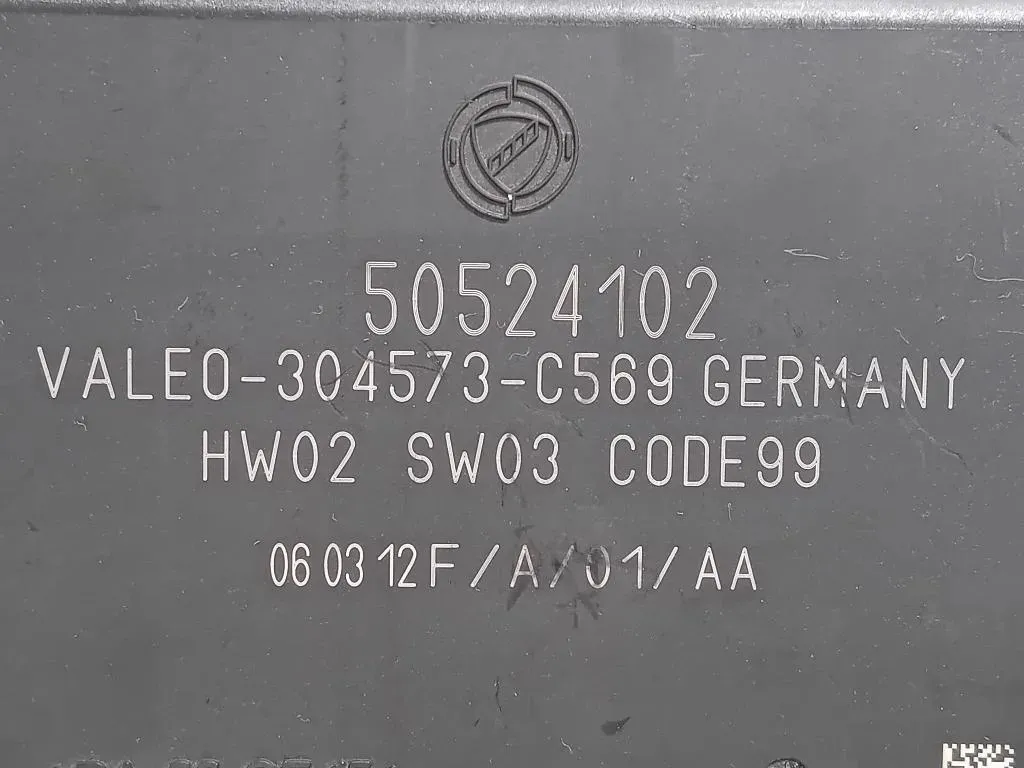 50524102
VALEO-304573-C569 GERMANY
HW02 SW03 CODE99
06 03 12 F/A/01/AA